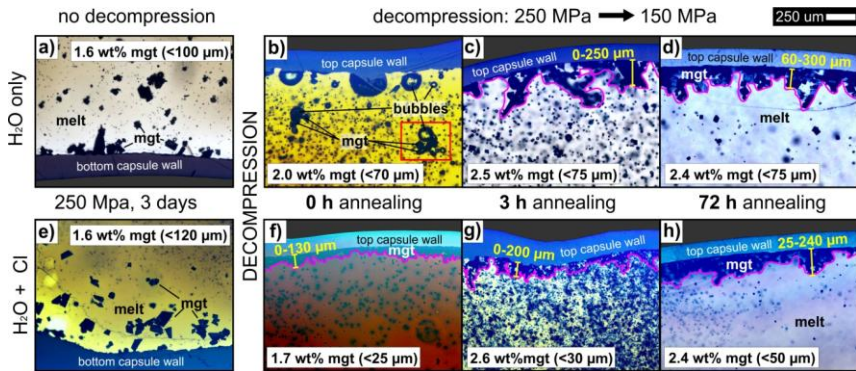 no decompression
decompression: 250 MPa → 150 MPa
250 um
H₂O only
a)
1.6 wt% mgt (<100 µm)
melt
mgt
bottom capsule wall
b)
top capsule wall
bubbles
mgt
2.0 wt% mgt (<70 µm)
c)
top capsule wall
0-250 µm
2.5 wt% mgt (<75 µm)
d)
top capsule wall
60-300 µm
mgt
melt
2.4 wt% mgt (<75 µm)
250 Mpa, 3 days
DECOMPRESSION
0 h annealing
3 h annealing
72 h annealing
H₂O + Cl
e)
1.6 wt% mgt (<120 µm)
melt
mgt
bottom capsule wall
f)
top capsule wall
0-130 µm
mgt
1.7 wt% mgt (<25 µm)
g)
0-200 µm
top capsule wall
mgt
2.6 wt%mgt (<30 µm)
h)
top capsule wall
25-240 µm
mgt
melt
2.4 wt% mgt (<50 µm)